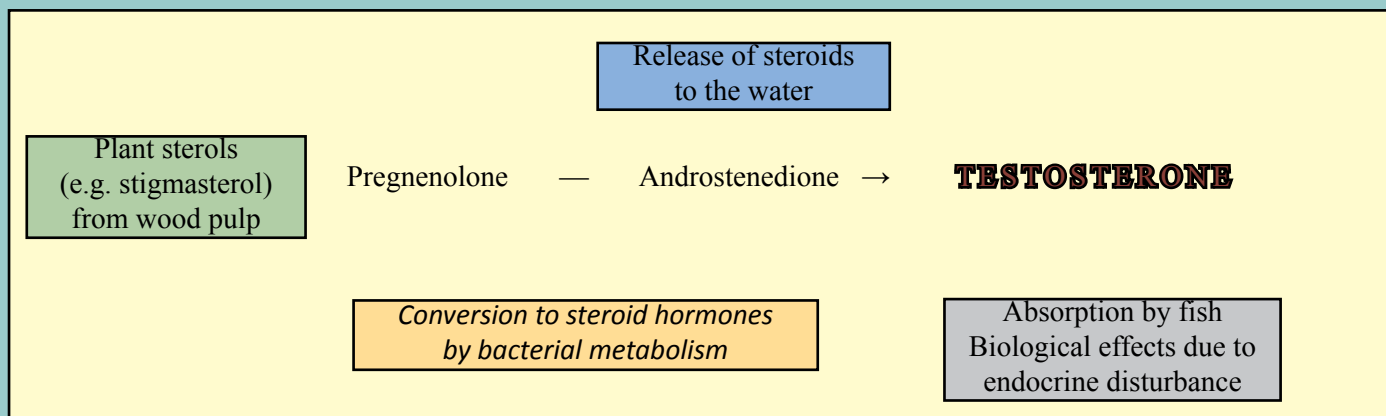 Release of steroids
to the water
Plant sterols
(e.g. stigmasterol)
from wood pulp
Pregnenolone — Androstenedione → TESTOSTERONE
Conversion to steroid hormones
by bacterial metabolism
Absorption by fish
Biological effects due to
endocrine disturbance